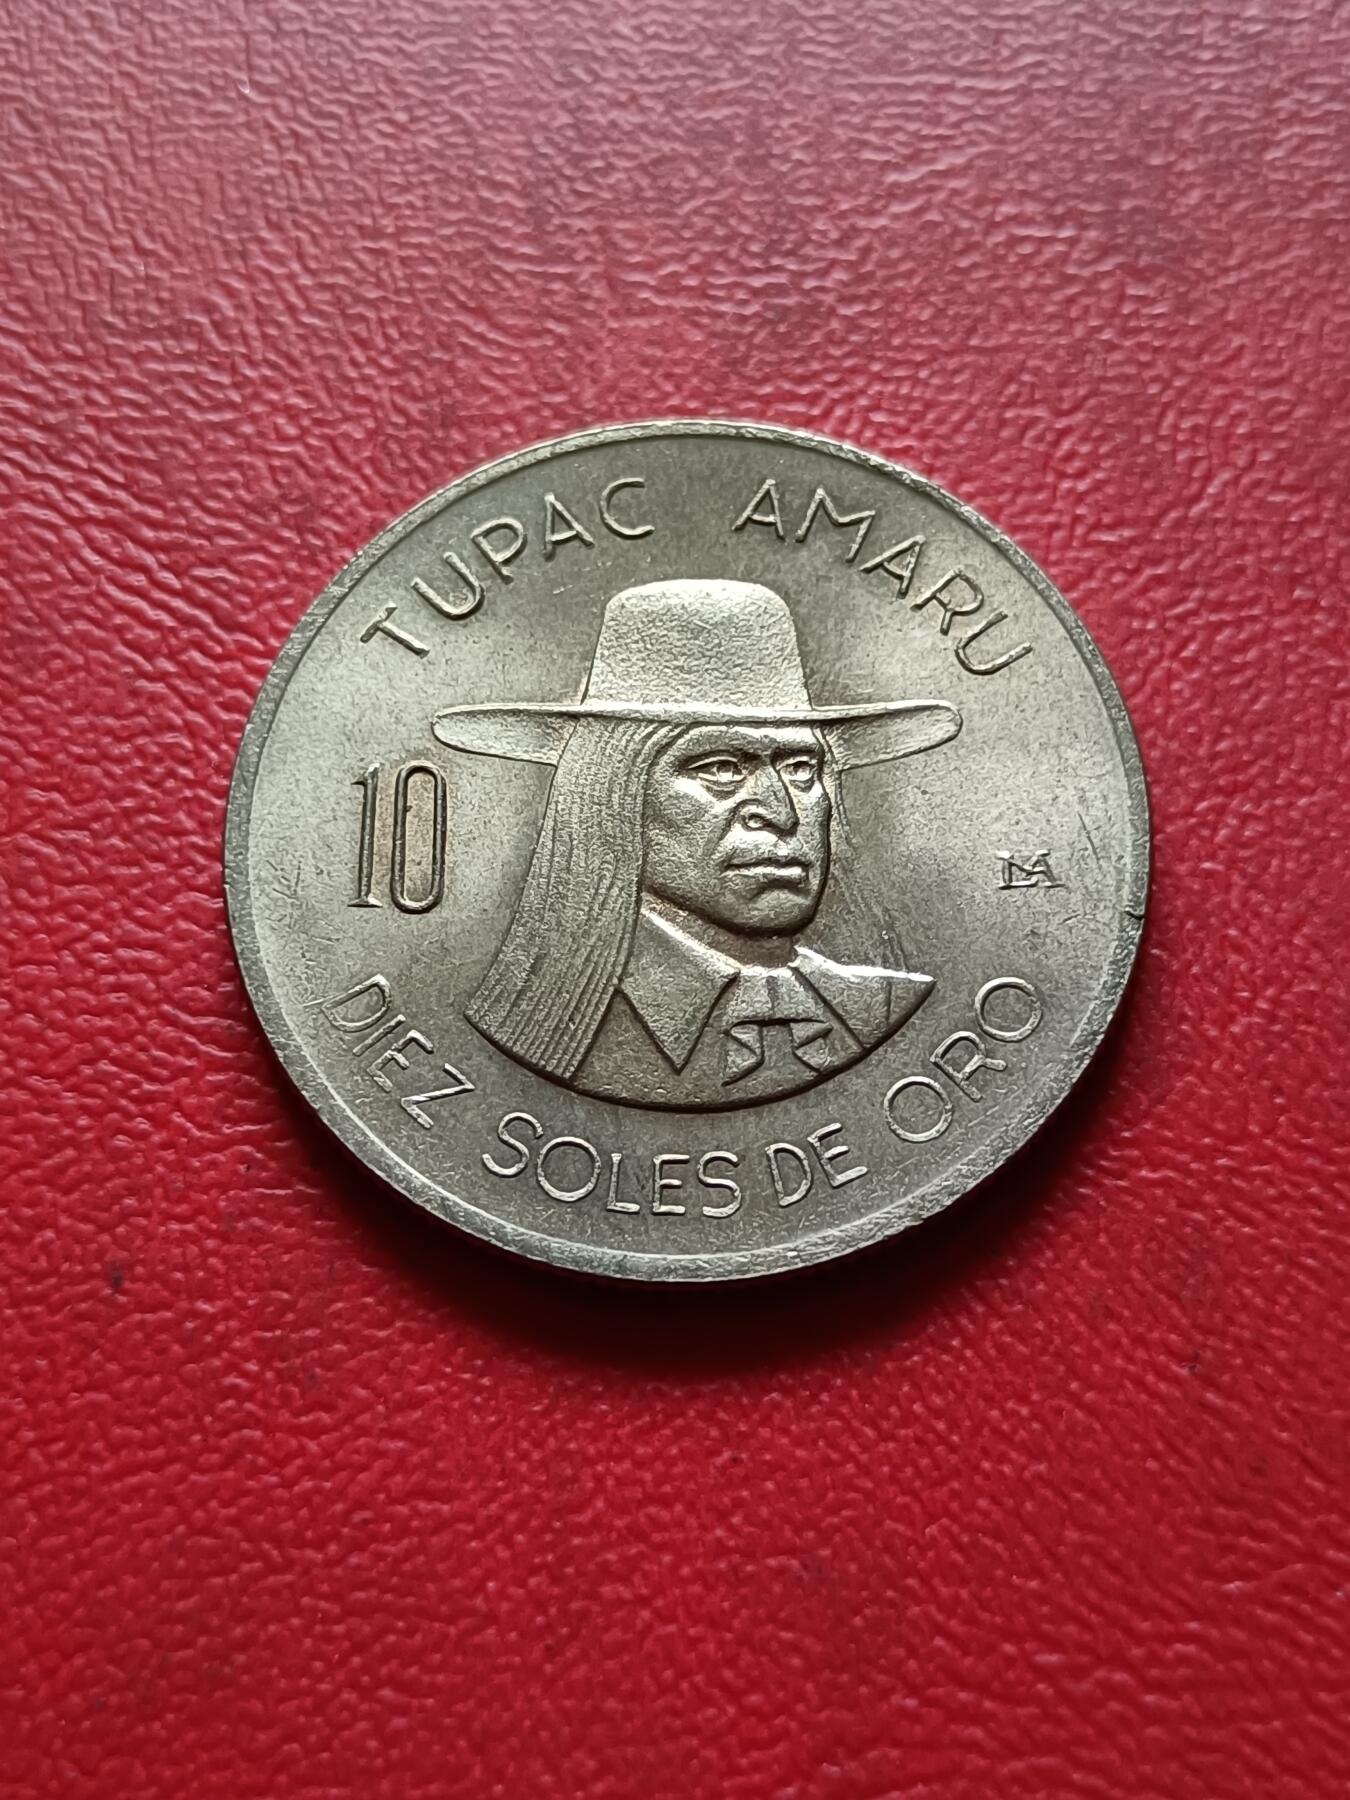 TUPAC AMARU
10
DIEZ SOLES DE ORO